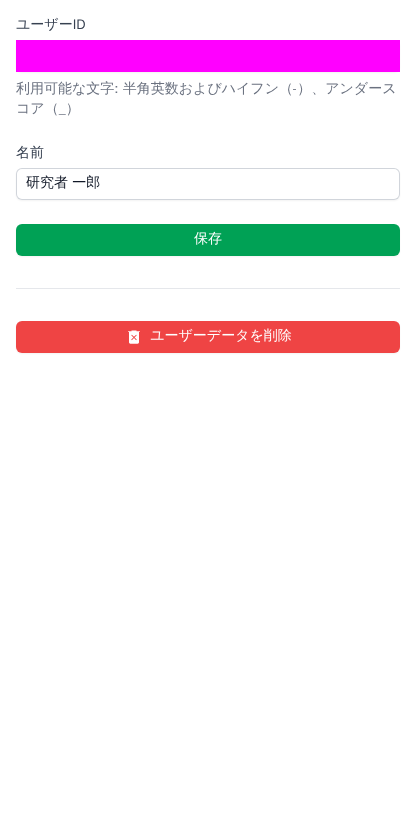 ユーザーID
利用可能な文字: 半角英数およびハイフン（-）、アンダース
コア（_）
名前
研究者 一郎
保存
ユーザーデータを削除